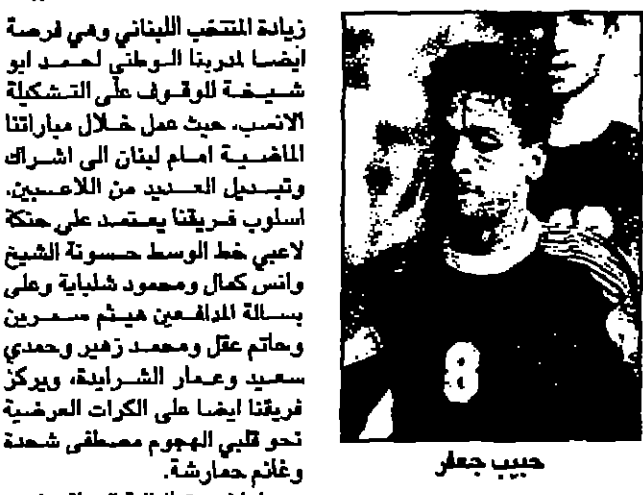 زيادة المنتخب اللبناني وهي فرصة
ايضا لمدربنا الوطني لحمد ابو
شيخة للوقوف على التشكيلة
الانسب، حيث عمل خلال مباراتنا
الماضية امام لبنان الى اشراك
وتبديل العديد من اللاعبين.
اسلوب فريقنا يعتمد على حنكة
لاعبي خط الوسط حسونة الشيخ
وانس كمال ومحمود شلباية وعلى
بسالة المدافعين هيثم سمرين
وحاتم عقل ومحمد زهير وحمدي
سعيد وعمار الشرايدة، ويركز
فريقنا ايضا على الكرات العرضية
نحو قلبي الهجوم مصطفى شحدة
وغانم حمارشة.
8
حبيب جعفر